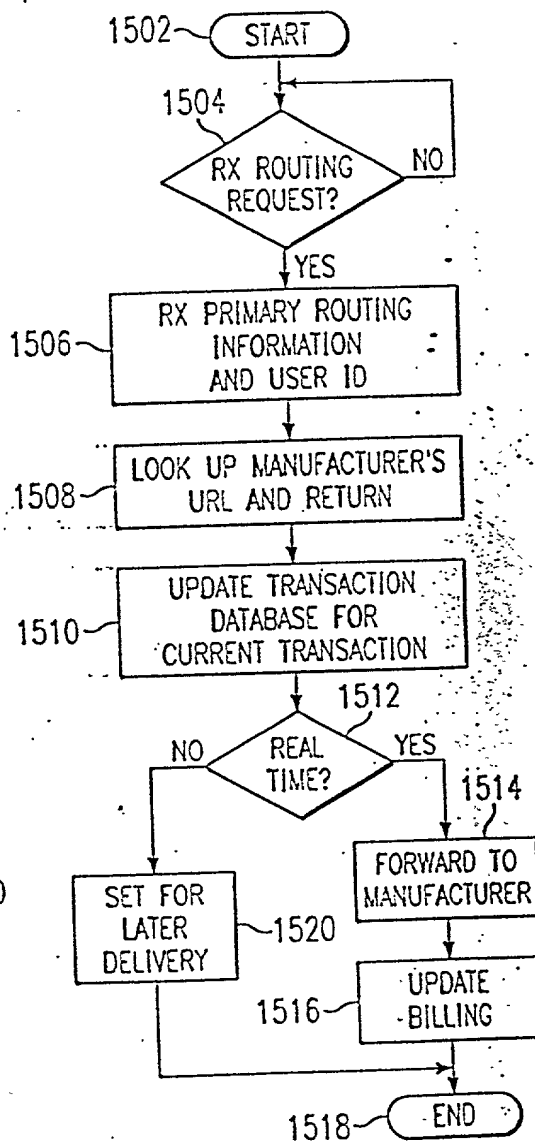 1502
START
1504
RX ROUTING
REQUEST?
NO
YES
1506
RX PRIMARY ROUTING
INFORMATION
AND USER ID
1508
LOOK UP MANUFACTURER'S
URL AND RETURN
1510
UPDATE TRANSACTION
DATABASE FOR
CURRENT TRANSACTION
1512
NO
REAL
TIME?
YES
1514
FORWARD TO
MANUFACTURER
SET FOR
LATER
DELIVERY
1520
1516
UPDATE
BILLING
1518
END